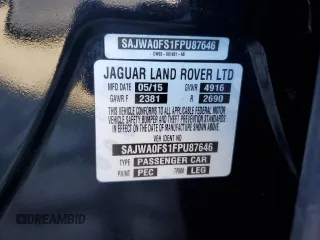 SAJWA0FS1FPU87646
JAGUAR LAND ROVER LTD
MFD DATE 05/15 GVWR 4916
GAWR F 2381 R 2690
THIS VEHICLE CONFORMS TO ALL APPLICABLE FEDERAL MOTOR
VEHICLE SAFETY, BUMPER AND THEFT PREVENTION STANDARDS
IN EFFECT ON THE DATE OF MANUFACTURE SHOWN ABOVE
VEH IDENT NO
SAJWA0FS1FPU87646
TYPE PASSENGER CAR
PAINT PEC TRIM LEG
DREAMBID